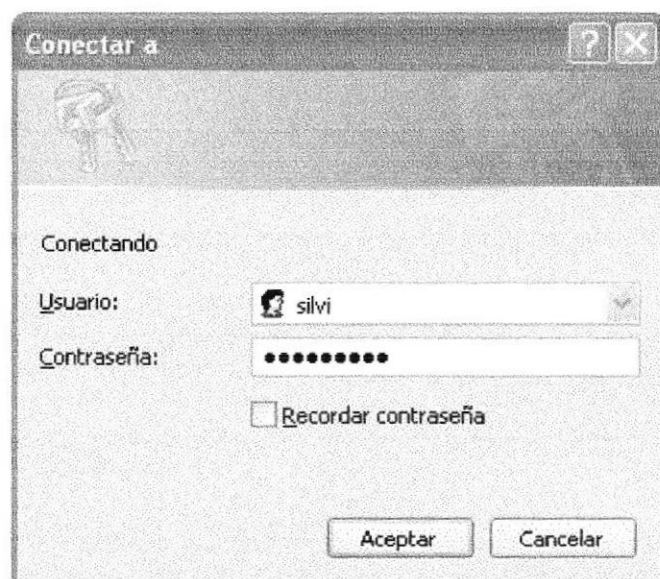 Conectar a
Conectando
Usuario: silvi
Contraseña: •••••••••
Recordar contraseña
Aceptar Cancelar